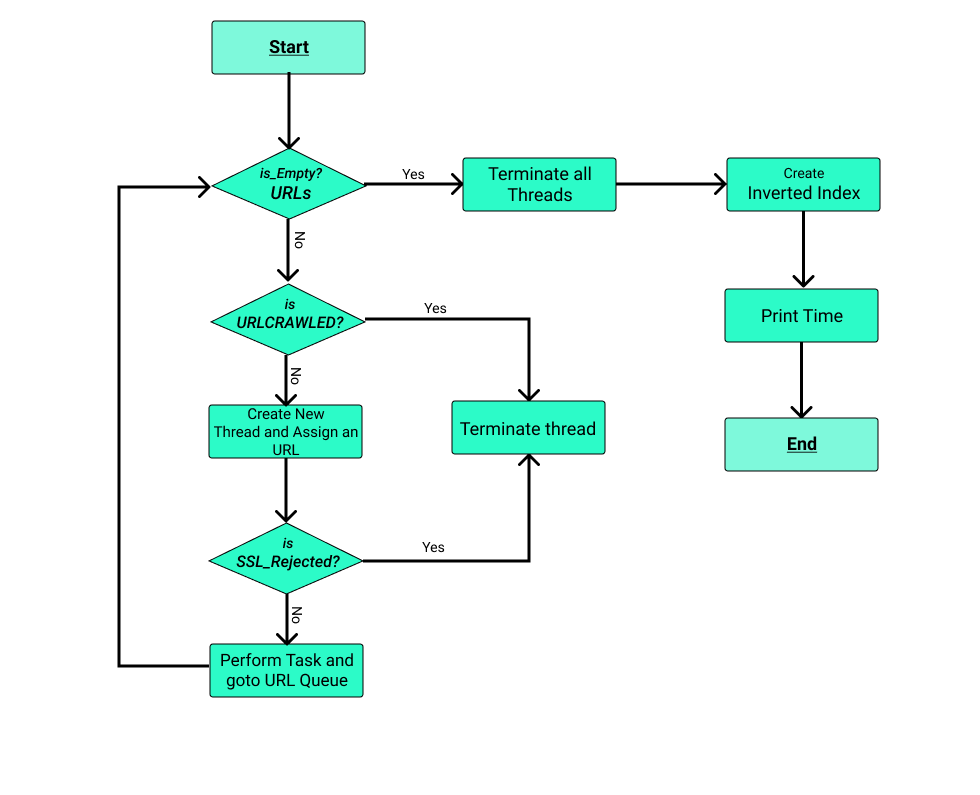 Start
is_Empty?
URLs
Yes
Terminate all
Threads
Create
Inverted Index
No
Print Time
End
is
URLCRAWLED?
Yes
No
Create New
Thread and Assign an
URL
Terminate thread
is
SSL_Rejected?
Yes
No
Perform Task and
goto URL Queue